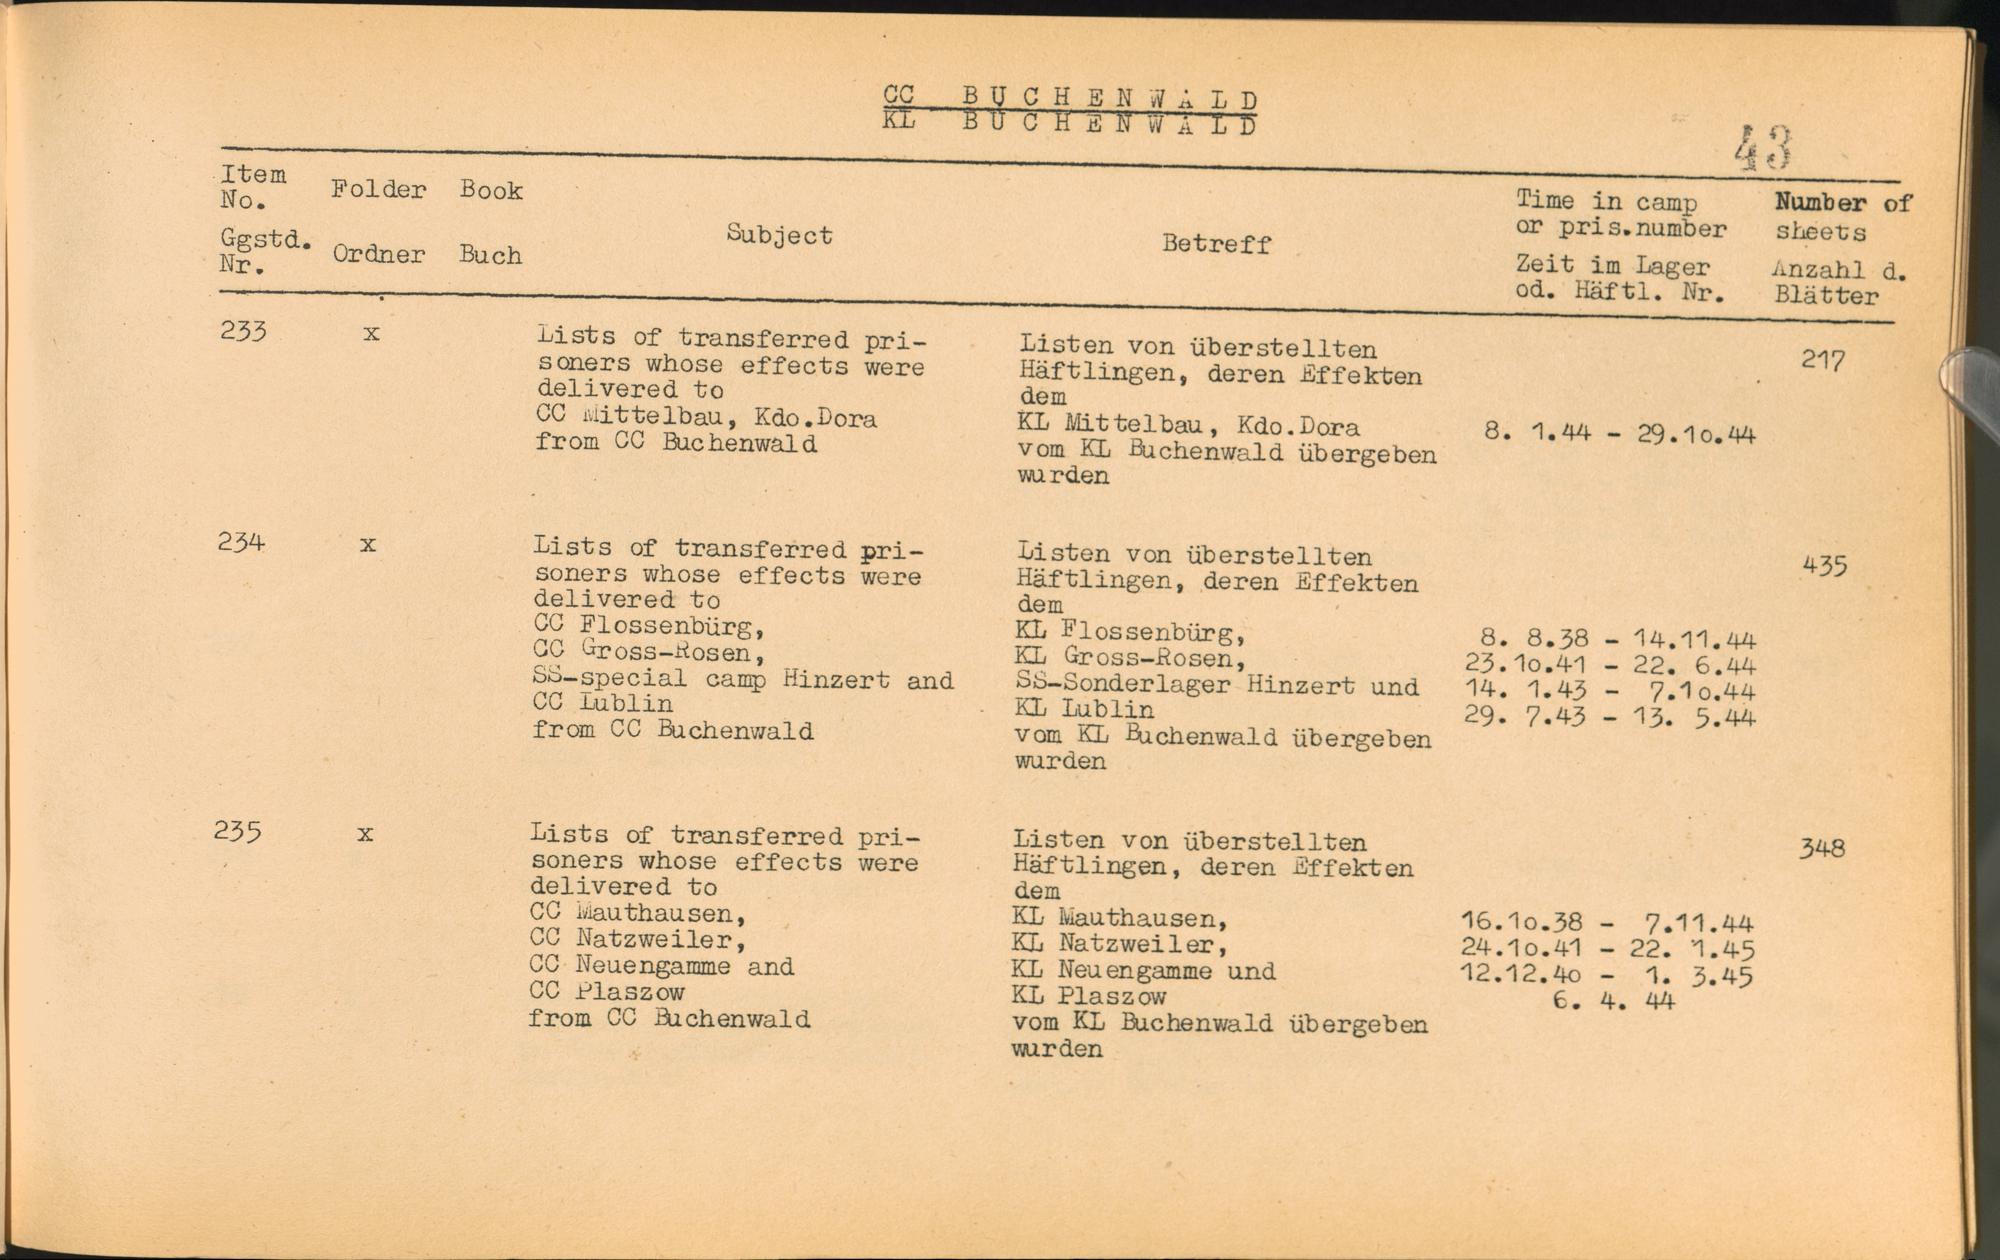 CC BUCHENWALD
KL BUCHENWALD
43
Item No. Folder Book Subject Betreff Time in camp or pris.number Number of sheets
Ggstd. Nr. Ordner Buch Zeit im Lager od. Häftl. Nr. Anzahl d. Blätter
233 x
Lists of transferred pri-
soners whose effects were
delivered to
CC Mittelbau, Kdo.Dora
from CC Buchenwald
Listen von überstellten
Häftlingen, deren Effekten
dem
KL Mittelbau, Kdo.Dora
vom KL Buchenwald übergeben
wurden
8. 1.44 - 29.10.44
217
234 x
Lists of transferred pri-
soners whose effects were
delivered to
CC Flossenbürg,
CC Gross-Rosen,
SS-special camp Hinzert and
CC Lublin
from CC Buchenwald
Listen von überstellten
Häftlingen, deren Effekten
dem
KL Flossenbürg,
KL Gross-Rosen,
SS-Sonderlager Hinzert und
KL Lublin
vom KL Buchenwald übergeben
wurden
8. 8.38 - 14.11.44
23.10.41 - 22. 6.44
14. 1.43 - 7.10.44
29. 7.43 - 13. 5.44
435
235 x
Lists of transferred pri-
soners whose effects were
delivered to
CC Mauthausen,
CC Natzweiler,
CC Neuengamme and
CC Plaszow
from CC Buchenwald
Listen von überstellten
Häftlingen, deren Effekten
dem
KL Mauthausen,
KL Natzweiler,
KL Neuengamme und
KL Plaszow
vom KL Buchenwald übergeben
wurden
16.10.38 - 7.11.44
24.10.41 - 22. 1.45
12.12.40 - 1. 3.45
6. 4. 44
348